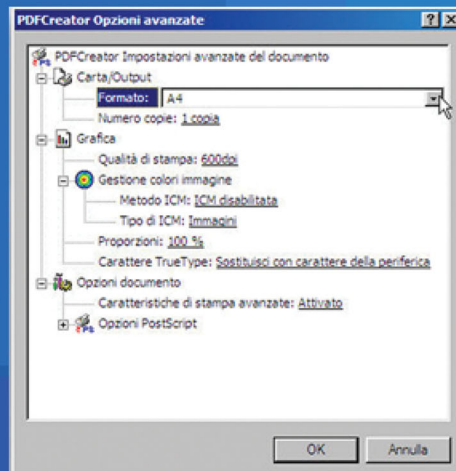 PDFCreator Opzioni avanzate
PDFCreator Impostazioni avanzate del documento
Carta/Output
Formato: A4
Numero copie: 1 copia
Grafica
Qualità di stampa: 600dpi
Gestione colori immagine
Metodo ICM: ICM disabilitata
Tipo di ICM: Immagini
Proporzioni: 100 %
Carattere TrueType: Sostituisci con carattere della periferica
Opzioni documento
Caratteristiche di stampa avanzate: Attivato
Opzioni PostScript
OK Annulla